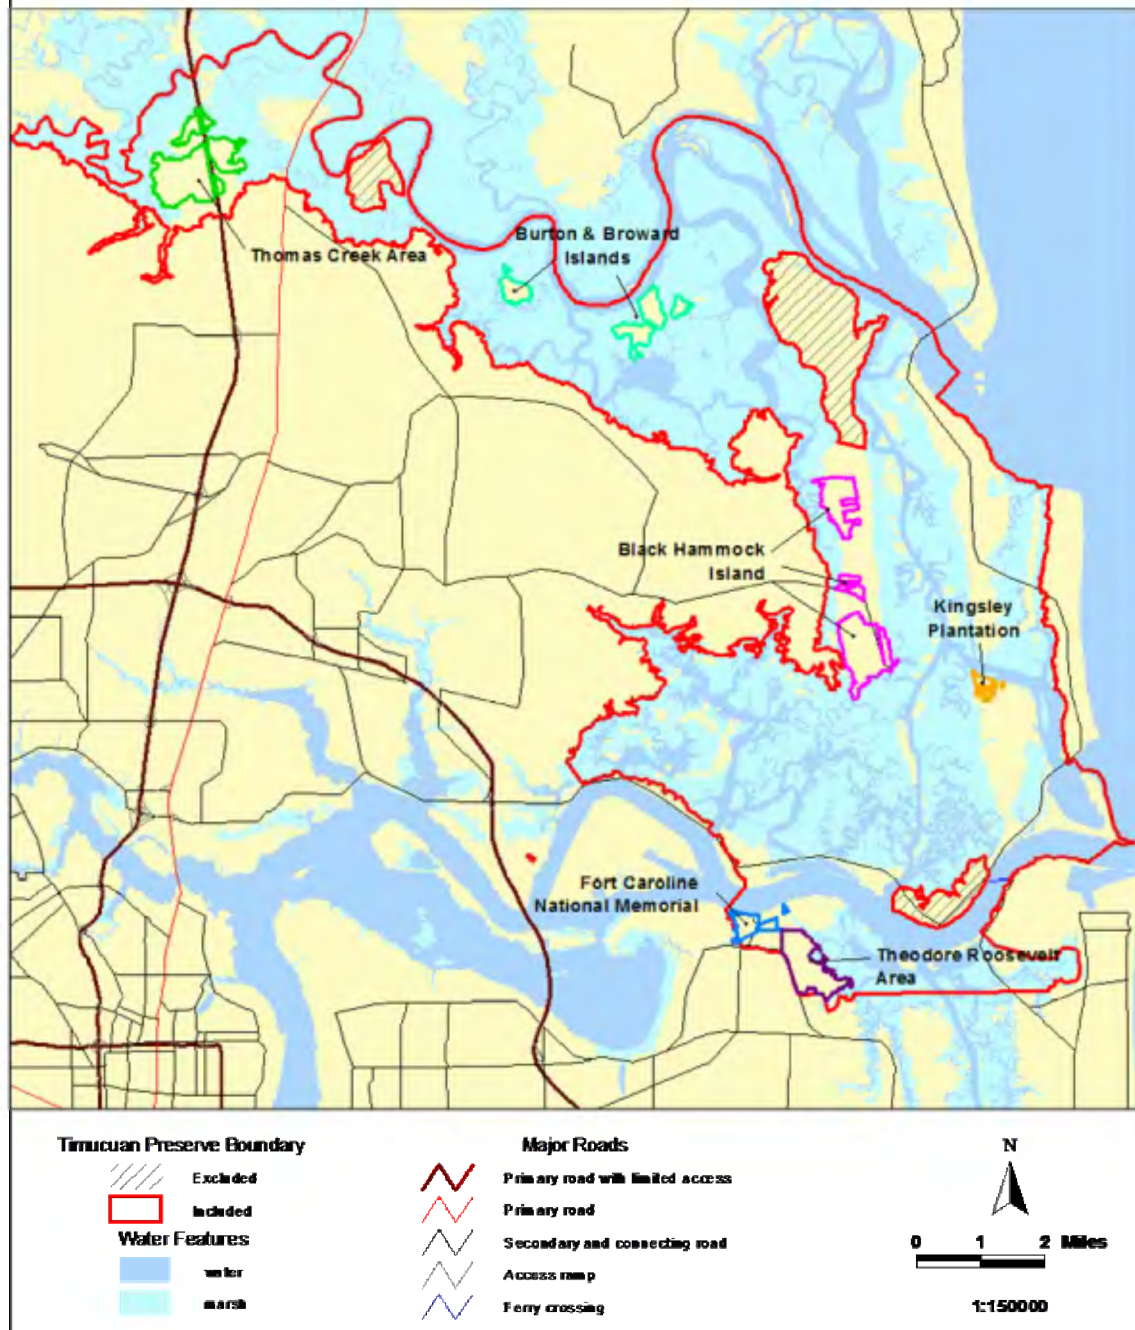 Thomas Creek Area
Burton & Broward
Islands
Black Hammock
Island
Kingsley
Plantation
Fort Caroline
National Memorial
Theodore Roosevelt
Area
Timucuan Preserve Boundary
Excluded
Included
Water Features
water
marsh
Major Roads
Primary road with limited access
Primary road
Secondary and connecting road
Access ramp
Ferry crossing
N
0 1 2 Miles
1:150000